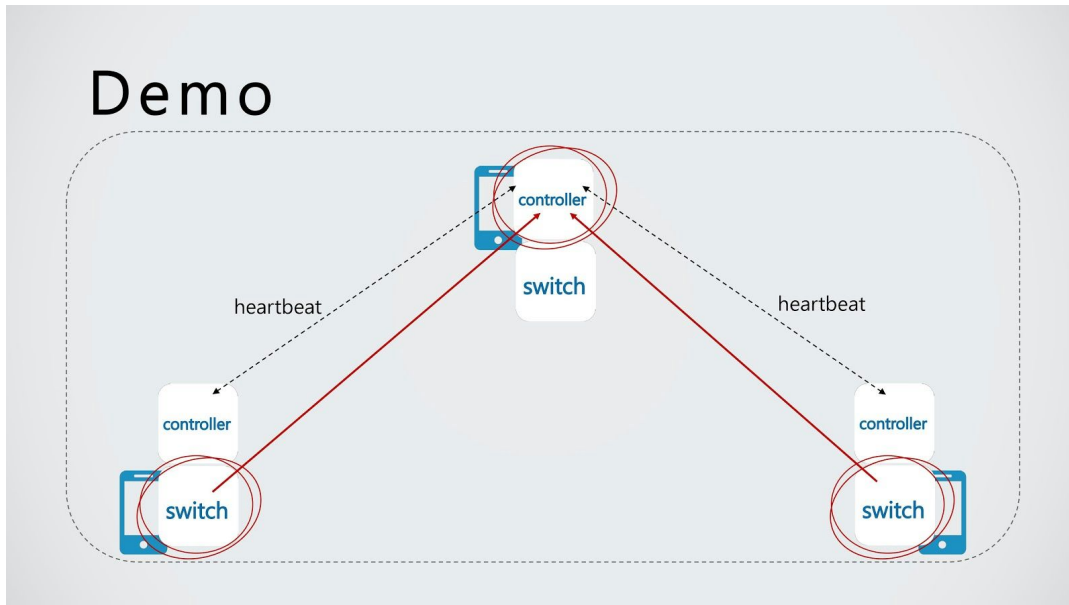 Demo
controller
switch
heartbeat
heartbeat
controller
controller
switch
switch